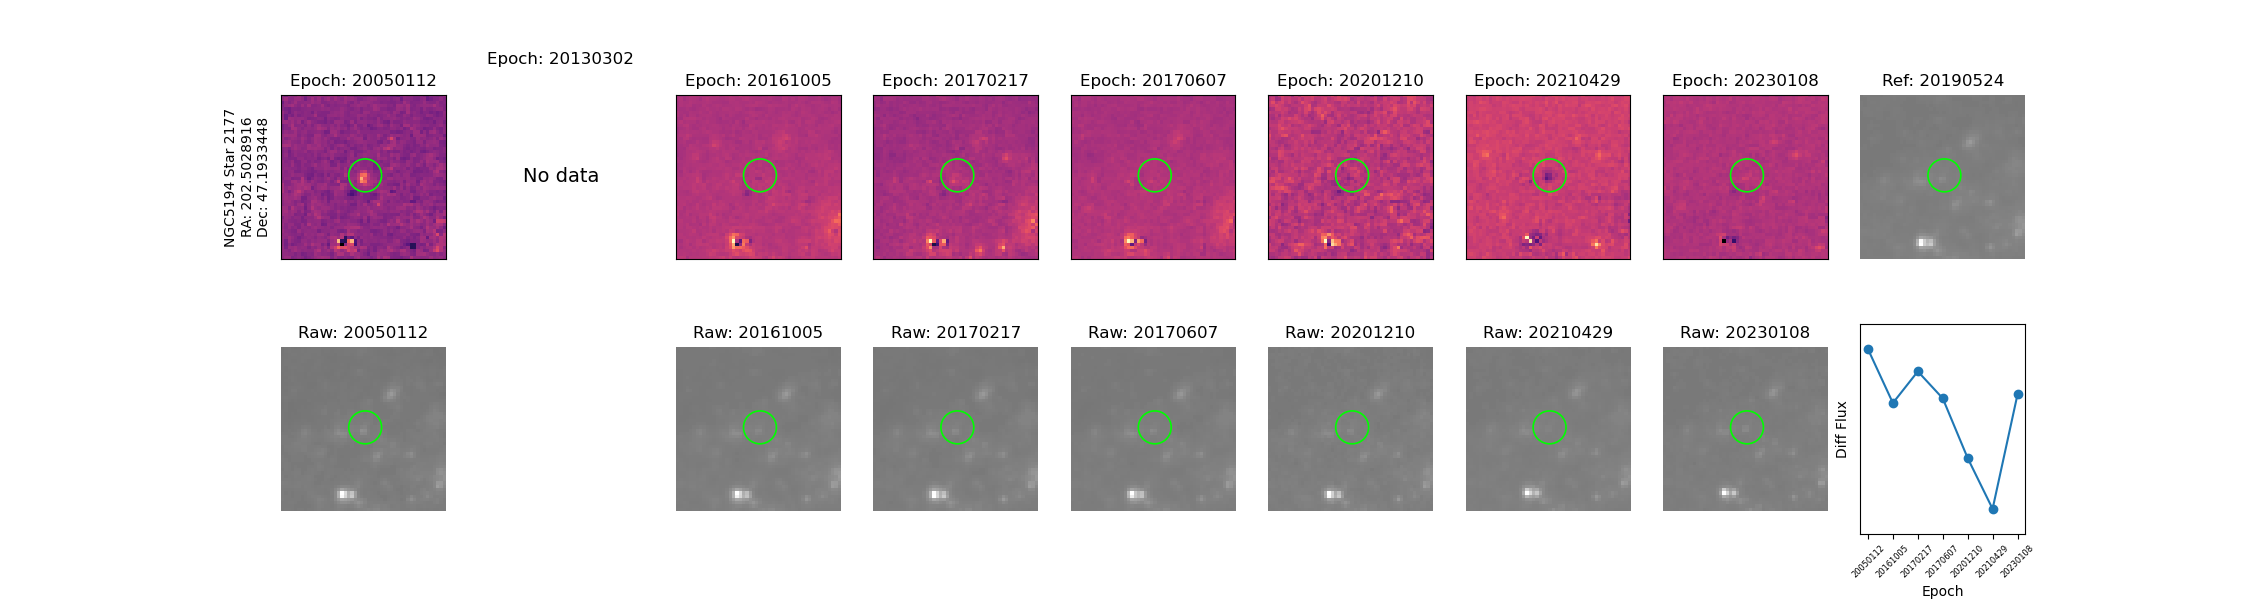 Epoch: 20130302
Epoch: 20050112
Epoch: 20161005
Epoch: 20170217
Epoch: 20170607
Epoch: 20201210
Epoch: 20210429
Epoch: 20230108
Ref: 20190524
NGC5194 Star 2177
RA: 202.5028916
Dec: 47.1933448
No data
Raw: 20050112
Raw: 20161005
Raw: 20170217
Raw: 20170607
Raw: 20201210
Raw: 20210429
Raw: 20230108
Diff Flux
20050112
20161005
20170217
20170607
20201210
20210429
20230108
Epoch